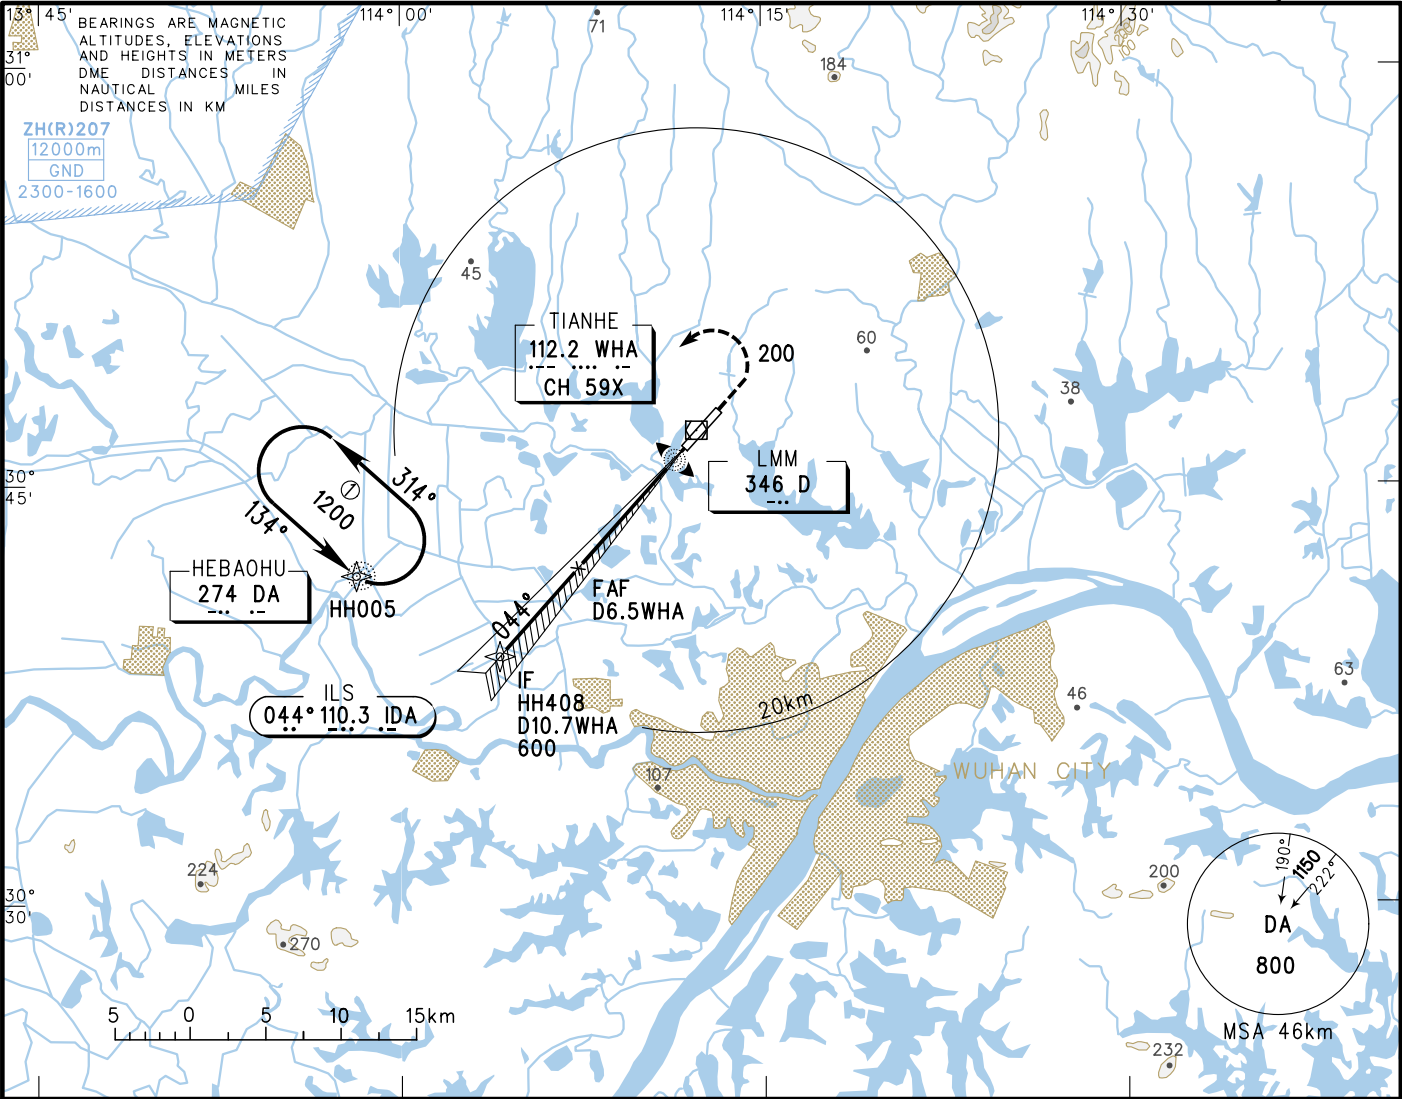 13° 45' 114°00' 114°15' 114°30'
BEARINGS ARE MAGNETIC
ALTITUDES, ELEVATIONS
AND HEIGHTS IN METERS
DME DISTANCES IN
NAUTICAL MILES
DISTANCES IN KM
31°
00'
71
184
ZH(R)207
12000m
GND
2300-1600
45
TIANHE
112.2 WHA
·-- ···· ·-
CH 59X
200
60
38
LMM
346 D
-··
30°
45'
314°
①
1200
134°
HEBAOHU
274 DA
-·· ·-
HH005
FAF
D6.5WHA
044°
IF
HH408
D10.7WHA
600
ILS
044° 110.3 IDA
·· -·· ·-
20km
63
46
107
WUHAN CITY
224
270
200
30°
30'
190°
1150
222°
DA
800
MSA 46km
232
5 0 5 10 15km